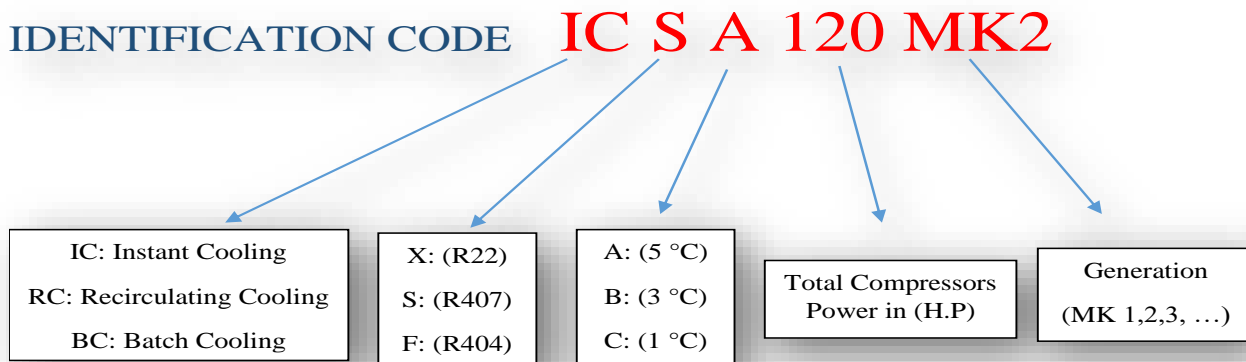 IDENTIFICATION CODE IC S A 120 MK2
IC: Instant Cooling
RC: Recirculating Cooling
BC: Batch Cooling
X: (R22)
S: (R407)
F: (R404)
A: (5 °C)
B: (3 °C)
C: (1 °C)
Total Compressors
Power in (H.P)
Generation
(MK 1,2,3, …)